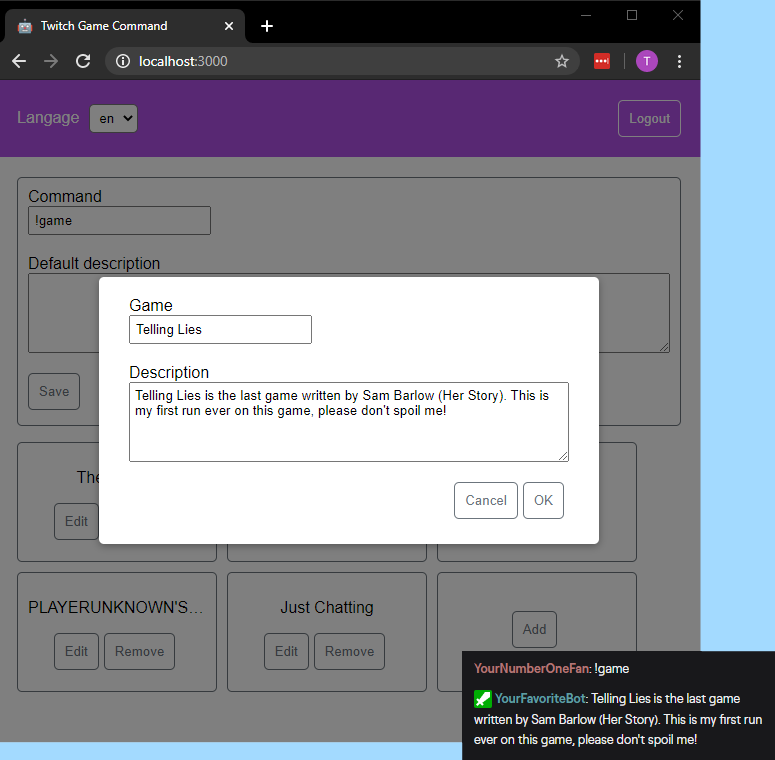 Twitch Game Command
localhost:3000
T
Langage
en
Logout
Command
!game
Default description
Save
Game
Telling Lies
Description
Telling Lies is the last game written by Sam Barlow (Her Story). This is
my first run ever on this game, please don't spoil me!
Cancel
OK
The
Edit
PLAYERUNKNOWN'S...
Edit
Remove
Just Chatting
Edit
Remove
Add
YourNumberOneFan: !game
YourFavoriteBot: Telling Lies is the last game
written by Sam Barlow (Her Story). This is my first run
ever on this game, please don't spoil me!